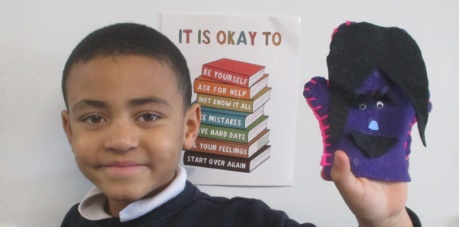 IT IS OKAY TO
BE YOURSELF
ASK FOR HELP
NOT KNOW IT ALL
MISTAKES
HARD DAYS
YOUR FEELINGS
START OVER AGAIN